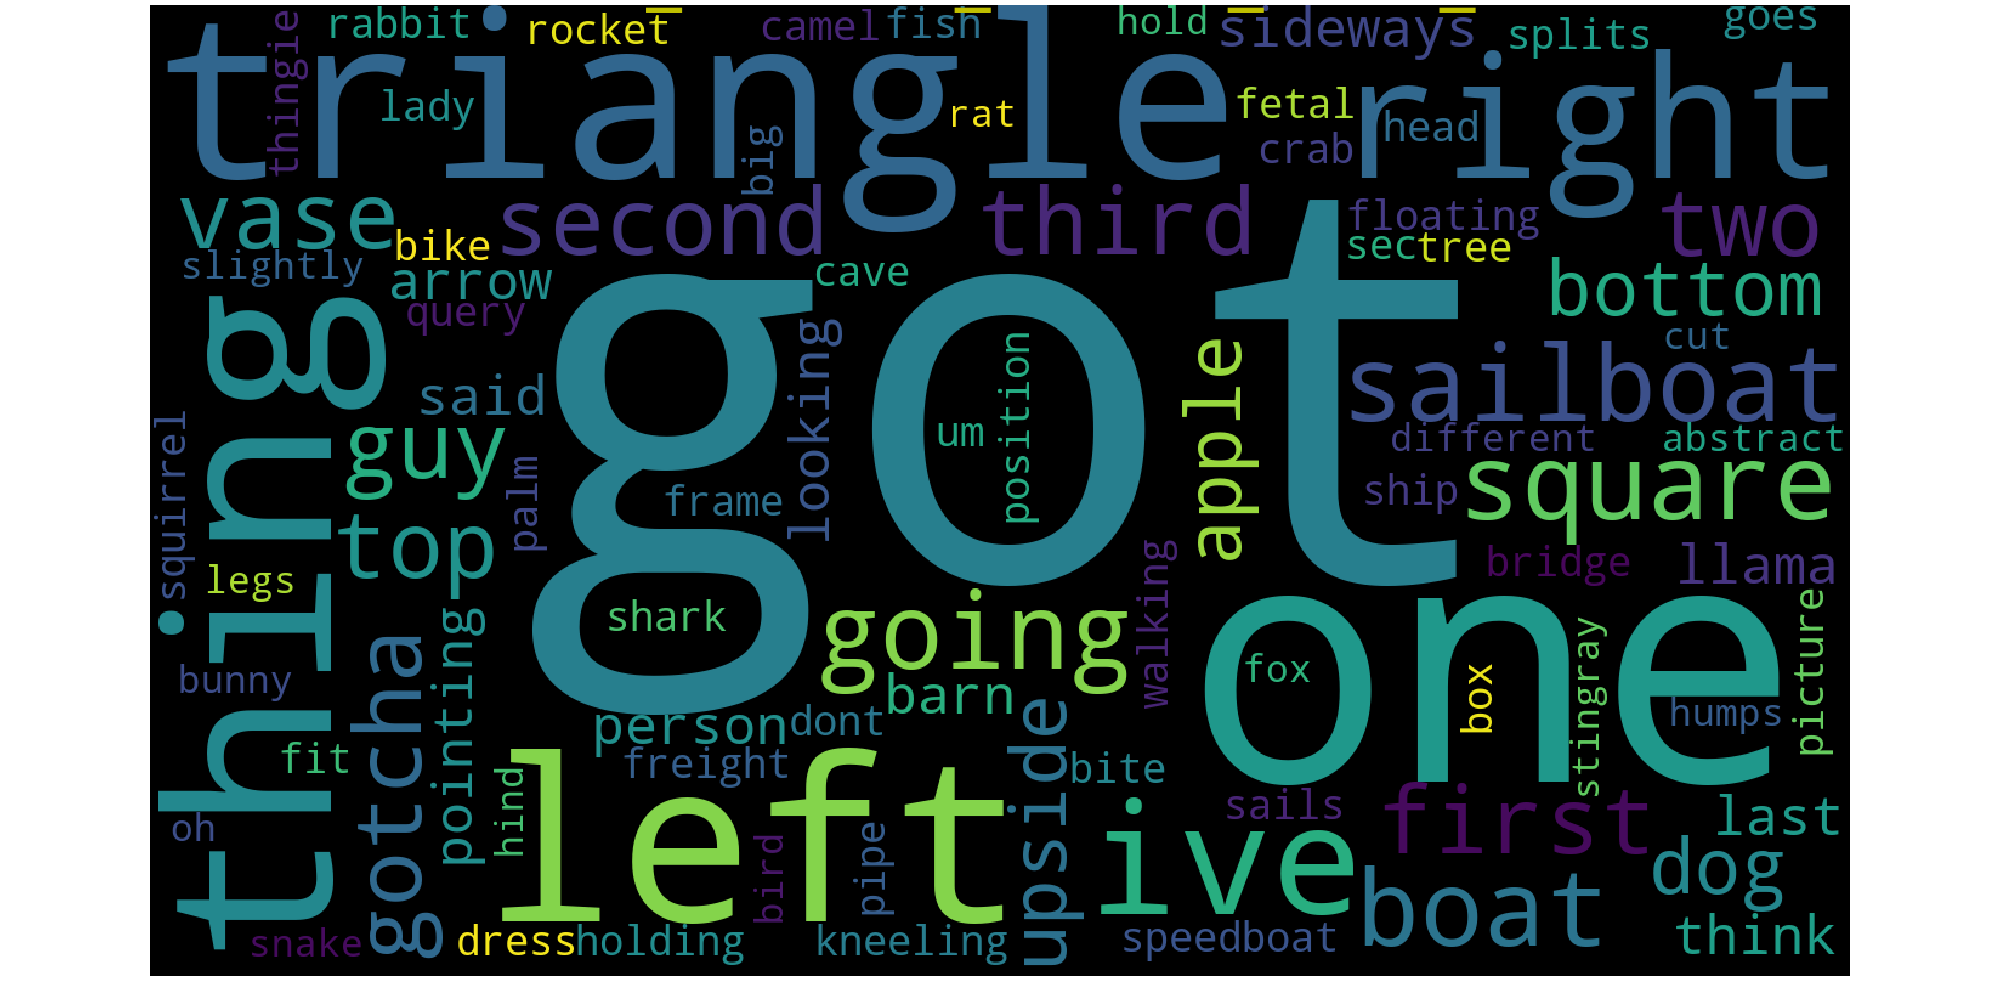 thingie
rabbit
rocket
camel
fish
hold
sideways
splits
goes
triangle
right
lady
big
rat
fetal
crab
head
vase
bike
second
third
floating
two
slightly
arrow
cave
sec
tree
bottom
query
thing
got
looking
um
position
apple
cut
sailboat
said
different
abstract
squirrel
guy
palm
frame
ship
square
top
legs
shark
going
walking
bridge
llama
one
fox
box
stingray
picture
bunny
gotcha
pointing
person
dont
barn
upside
humps
fit
hind
left
freight
bite
ive
sails
first
last
oh
bird
pipe
boat
dog
snake
dress
holding
kneeling
speedboat
think